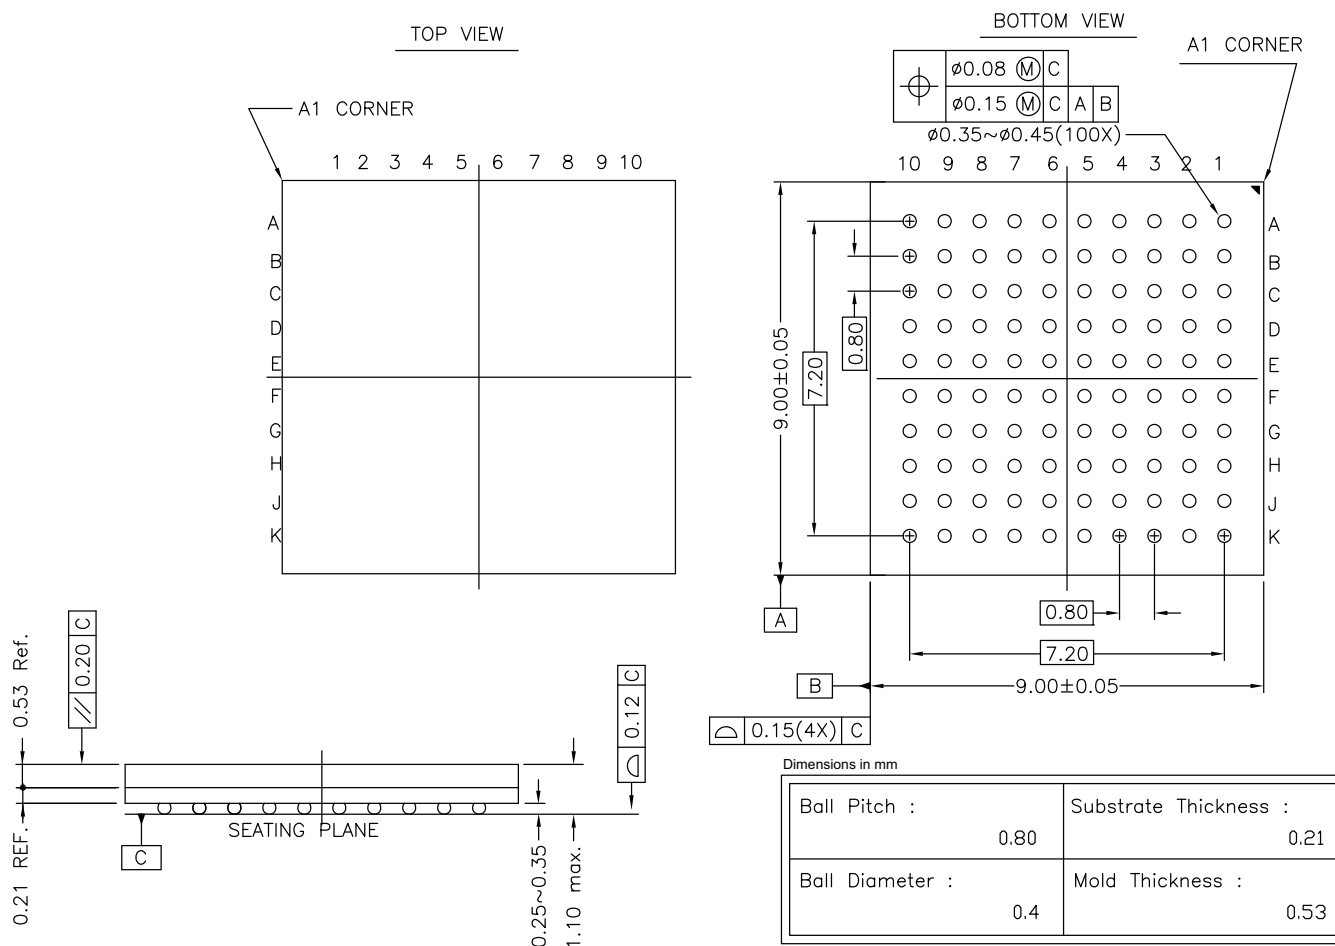 TOP VIEW
A1 CORNER
1 2 3 4 5 6 7 8 9 10
A
B
C
D
E
F
G
H
J
K
BOTTOM VIEW
A1 CORNER
⌀0.08 Ⓜ C
⌀0.15 Ⓜ C A B
⌀0.35~⌀0.45(100X)
10 9 8 7 6 5 4 3 2 1
A
B
C
D
E
F
G
H
J
K
9.00±0.05
7.20
0.80
A
0.80
7.20
B
9.00±0.05
0.15(4X) C
0.53 Ref.
0.20 C
0.21 REF.
SEATING PLANE
C
0.12 C
0.25~0.35
1.10 max.
Dimensions in mm
Ball Pitch :
0.80
Substrate Thickness :
0.21
Ball Diameter :
0.4
Mold Thickness :
0.53